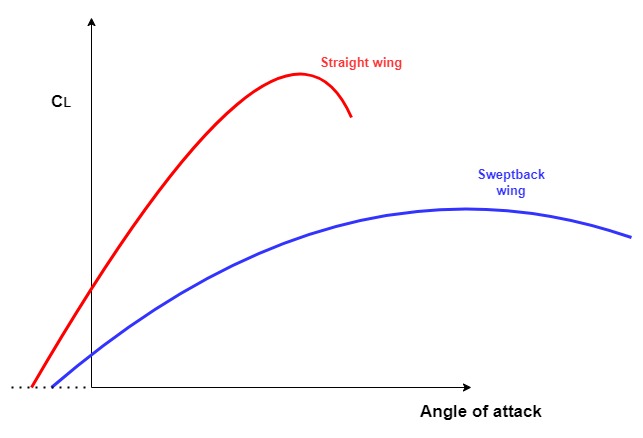 Straight wing
CL
Sweptback
wing
Angle of attack